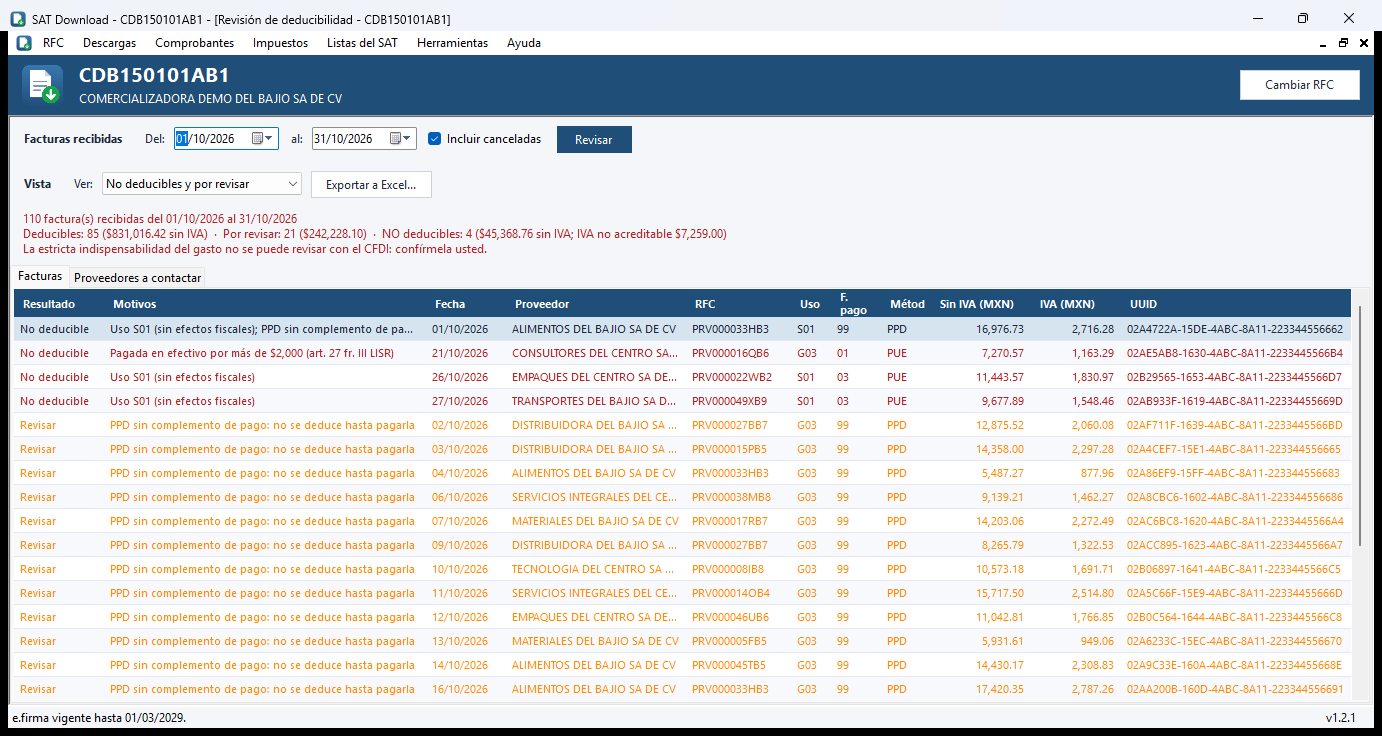 SAT Download - CDB150101AB1 - [Revisión de deducibilidad - CDB150101AB1]
RFC Descargas Comprobantes Impuestos Listas del SAT Herramientas Ayuda
CDB150101AB1
COMERCIALIZADORA DEMO DEL BAJIO SA DE CV
Cambiar RFC
Facturas recibidas Del: 01/10/2026 al: 31/10/2026 Incluir canceladas Revisar
Vista Ver: No deducibles y por revisar Exportar a Excel...
110 factura(s) recibidas del 01/10/2026 al 31/10/2026
Deducibles: 85 ($831,016.42 sin IVA) · Por revisar: 21 ($242,228.10) · NO deducibles: 4 ($45,368.76 sin IVA; IVA no acreditable $7,259.00)
La estricta indispensabilidad del gasto no se puede revisar con el CFDI: confírmela usted.
Facturas Proveedores a contactar
Resultado Motivos Fecha Proveedor RFC Uso F. pago Métod Sin IVA (MXN) IVA (MXN) UUID
No deducible Uso S01 (sin efectos fiscales); PPD sin complemento de pa... 01/10/2026 ALIMENTOS DEL BAJIO SA DE CV PRV000033HB3 S01 99 PPD 16,976.73 2,716.28 02A4722A-15DE-4ABC-8A11-223344556662
No deducible Pagada en efectivo por más de $2,000 (art. 27 fr. III LISR) 21/10/2026 CONSULTORES DEL CENTRO SA... PRV000016QB6 G03 01 PUE 7,270.57 1,163.29 02AE5AB8-1630-4ABC-8A11-2233445566B4
No deducible Uso S01 (sin efectos fiscales) 26/10/2026 EMPAQUES DEL CENTRO SA DE... PRV000022WB2 S01 03 PUE 11,443.57 1,830.97 02B29565-1653-4ABC-8A11-2233445566D7
No deducible Uso S01 (sin efectos fiscales) 27/10/2026 TRANSPORTES DEL BAJIO SA D... PRV000049XB9 S01 03 PUE 9,677.89 1,548.46 02AB933F-1619-4ABC-8A11-22334455669D
Revisar PPD sin complemento de pago: no se deduce hasta pagarla 02/10/2026 DISTRIBUIDORA DEL BAJIO SA ... PRV000027BB7 G03 99 PPD 12,875.52 2,060.08 02AF711F-1639-4ABC-8A11-2233445566BD
Revisar PPD sin complemento de pago: no se deduce hasta pagarla 03/10/2026 DISTRIBUIDORA DEL BAJIO SA ... PRV000015PB5 G03 99 PPD 14,358.00 2,297.28 02A4CEF7-15E1-4ABC-8A11-223344556665
Revisar PPD sin complemento de pago: no se deduce hasta pagarla 04/10/2026 ALIMENTOS DEL BAJIO SA DE CV PRV000033HB3 G03 99 PPD 5,487.27 877.96 02A86EF9-15FF-4ABC-8A11-223344556683
Revisar PPD sin complemento de pago: no se deduce hasta pagarla 06/10/2026 SERVICIOS INTEGRALES DEL CE... PRV000038MB8 G03 99 PPD 9,139.21 1,462.27 02A8CBC6-1602-4ABC-8A11-223344556686
Revisar PPD sin complemento de pago: no se deduce hasta pagarla 07/10/2026 MATERIALES DEL BAJIO SA DE CV PRV000017RB7 G03 99 PPD 14,203.06 2,272.49 02AC6BC8-1620-4ABC-8A11-2233445566A4
Revisar PPD sin complemento de pago: no se deduce hasta pagarla 09/10/2026 DISTRIBUIDORA DEL BAJIO SA ... PRV000027BB7 G03 99 PPD 8,265.79 1,322.53 02ACC895-1623-4ABC-8A11-2233445566A7
Revisar PPD sin complemento de pago: no se deduce hasta pagarla 10/10/2026 TECNOLOGIA DEL CENTRO SA ... PRV000008IB8 G03 99 PPD 10,573.18 1,691.71 02B06897-1641-4ABC-8A11-2233445566C5
Revisar PPD sin complemento de pago: no se deduce hasta pagarla 11/10/2026 SERVICIOS INTEGRALES DEL CE... PRV000014OB4 G03 99 PPD 15,717.50 2,514.80 02A5C66F-15E9-4ABC-8A11-22334455666D
Revisar PPD sin complemento de pago: no se deduce hasta pagarla 12/10/2026 EMPAQUES DEL CENTRO SA DE... PRV000046UB6 G03 99 PPD 11,042.81 1,766.85 02B0C564-1644-4ABC-8A11-2233445566C8
Revisar PPD sin complemento de pago: no se deduce hasta pagarla 13/10/2026 MATERIALES DEL BAJIO SA DE CV PRV000005FB5 G03 99 PPD 5,931.61 949.06 02A6233C-15EC-4ABC-8A11-223344556670
Revisar PPD sin complemento de pago: no se deduce hasta pagarla 14/10/2026 ALIMENTOS DEL BAJIO SA DE CV PRV000045TB5 G03 99 PPD 14,430.17 2,308.83 02A9C33E-160A-4ABC-8A11-22334455668E
Revisar PPD sin complemento de pago: no se deduce hasta pagarla 16/10/2026 ALIMENTOS DEL BAJIO SA DE CV PRV000033HB3 G03 99 PPD 17,420.35 2,787.26 02AA200B-160D-4ABC-8A11-223344556691
e.firma vigente hasta 01/03/2029. v1.2.1